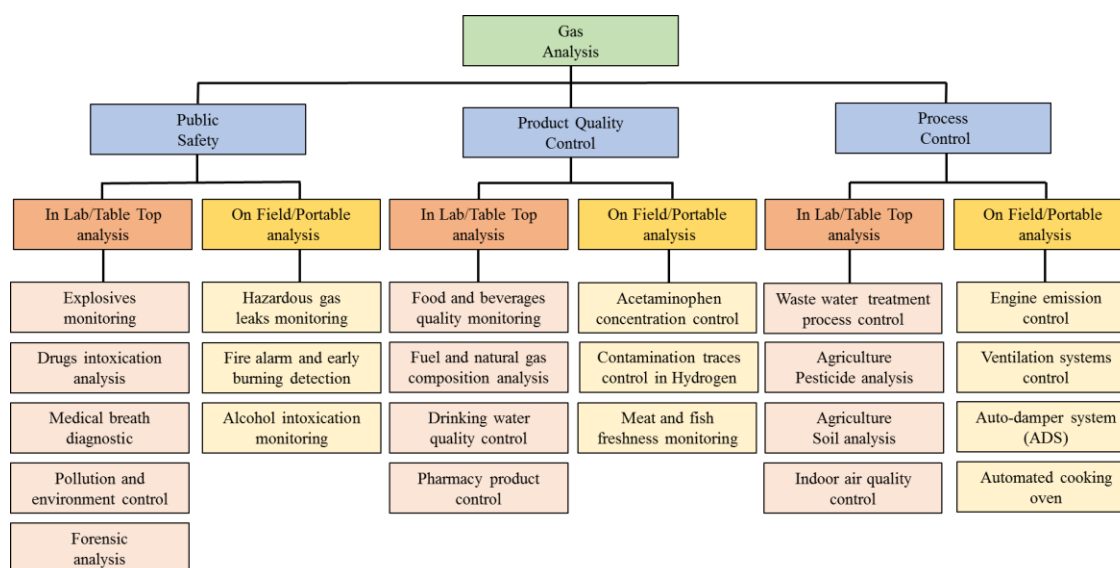 Gas
Analysis
Public
Safety
Product Quality
Control
Process
Control
In Lab/Table Top
analysis
On Field/Portable
analysis
In Lab/Table Top
analysis
On Field/Portable
analysis
In Lab/Table Top
analysis
On Field/Portable
analysis
Explosives
monitoring
Drugs intoxication
analysis
Medical breath
diagnostic
Pollution and
environment control
Forensic
analysis
Hazardous gas
leaks monitoring
Fire alarm and early
burning detection
Alcohol intoxication
monitoring
Food and beverages
quality monitoring
Fuel and natural gas
composition analysis
Drinking water
quality control
Pharmacy product
control
Acetaminophen
concentration control
Contamination traces
control in Hydrogen
Meat and fish
freshness monitoring
Waste water treatment
process control
Agriculture
Pesticide analysis
Agriculture
Soil analysis
Indoor air quality
control
Engine emission
control
Ventilation systems
control
Auto-damper system
(ADS)
Automated cooking
oven